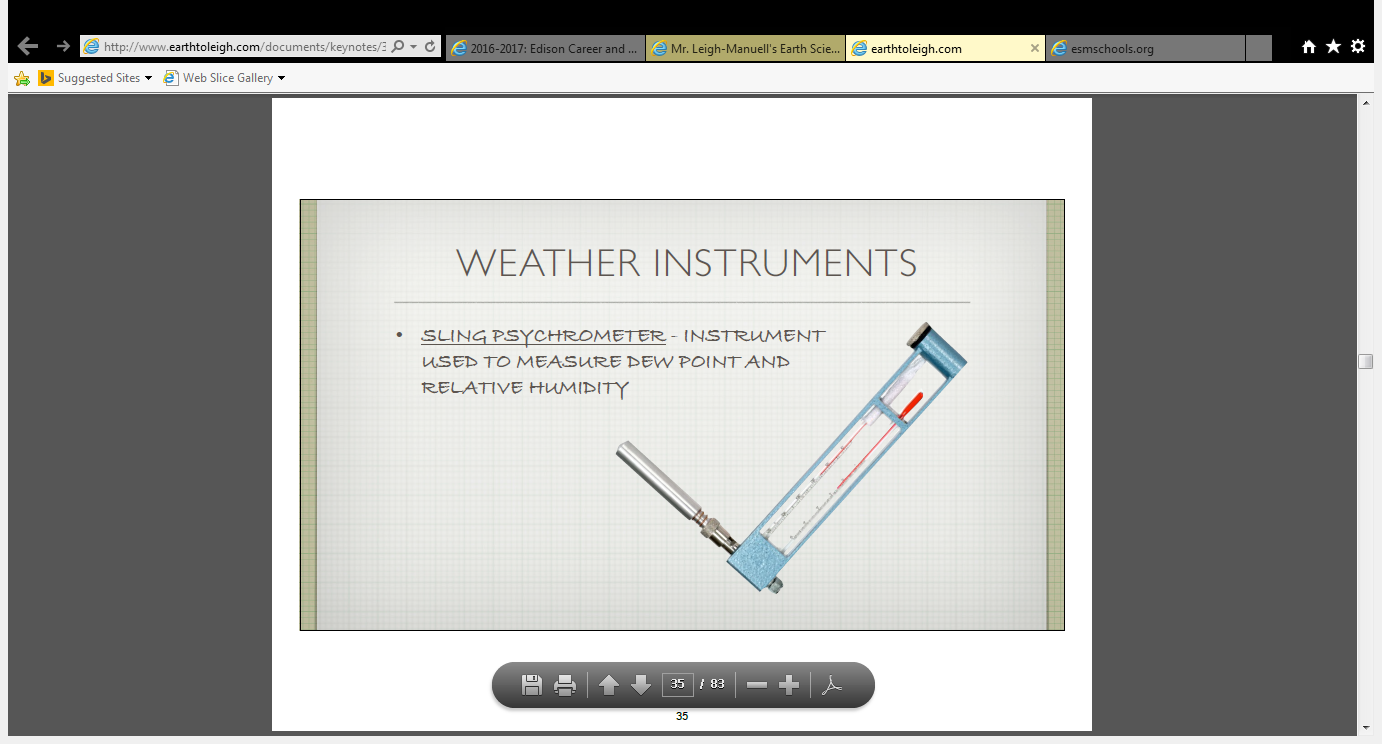 http://www.earthtoleigh.com/documents/keynotes/3
2016-2017: Edison Career and ...
Mr. Leigh-Manuell's Earth Scie...
earthtoleigh.com
esmschools.org
Suggested Sites
Web Slice Gallery
WEATHER INSTRUMENTS
• SLING PSYCHROMETER - INSTRUMENT
USED TO MEASURE DEW POINT AND
RELATIVE HUMIDITY
35 / 83
35